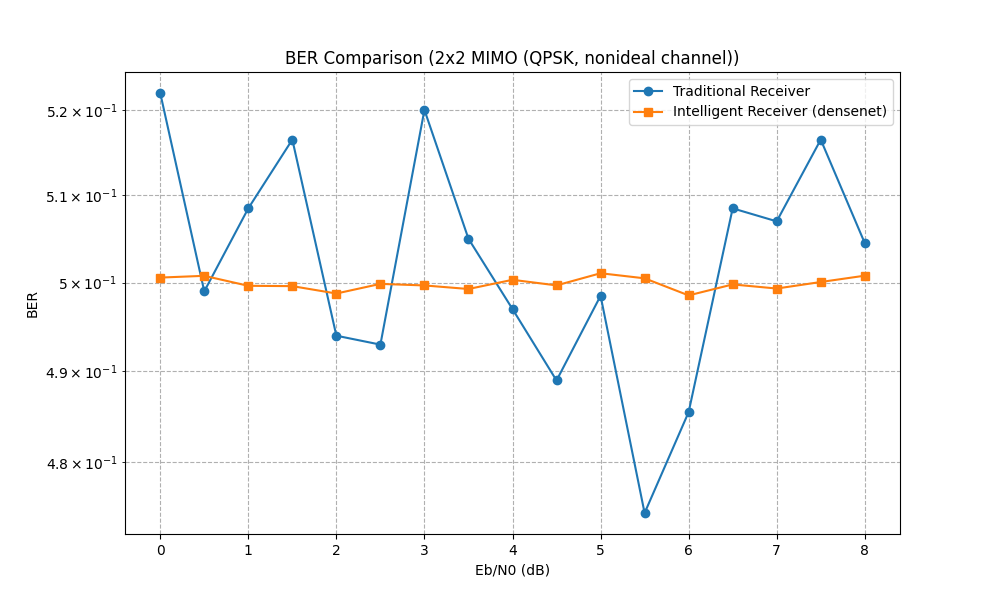 BER Comparison (2x2 MIMO (QPSK, nonideal channel))
Traditional Receiver
Intelligent Receiver (densenet)
5.2 × 10⁻¹
5.1 × 10⁻¹
5 × 10⁻¹
4.9 × 10⁻¹
4.8 × 10⁻¹
BER
0 1 2 3 4 5 6 7 8
Eb/N0 (dB)